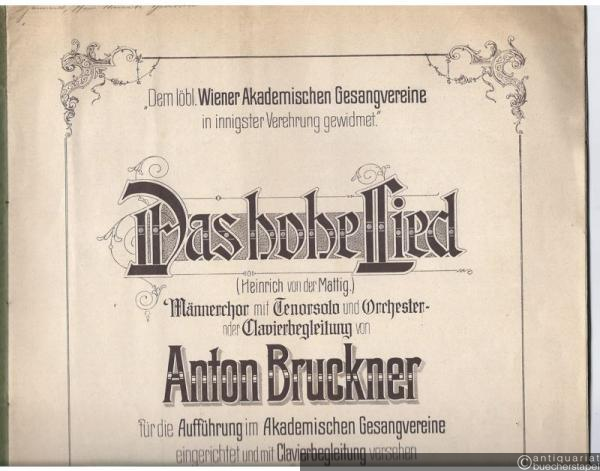 „Dem löbl. Wiener Akademischen Gesangvereine
in innigster Verehrung gewidmet."
Das hohe Lied
(Heinrich von der Mattig.)
Männerchor mit Tenorsolo und Orchester-
oder Clavierbegleitung von
Anton Bruckner
für die Aufführung im Akademischen Gesangvereine
eingerichtet und mit Clavierbegleitung versehen
©antiquariat
buecherstapel